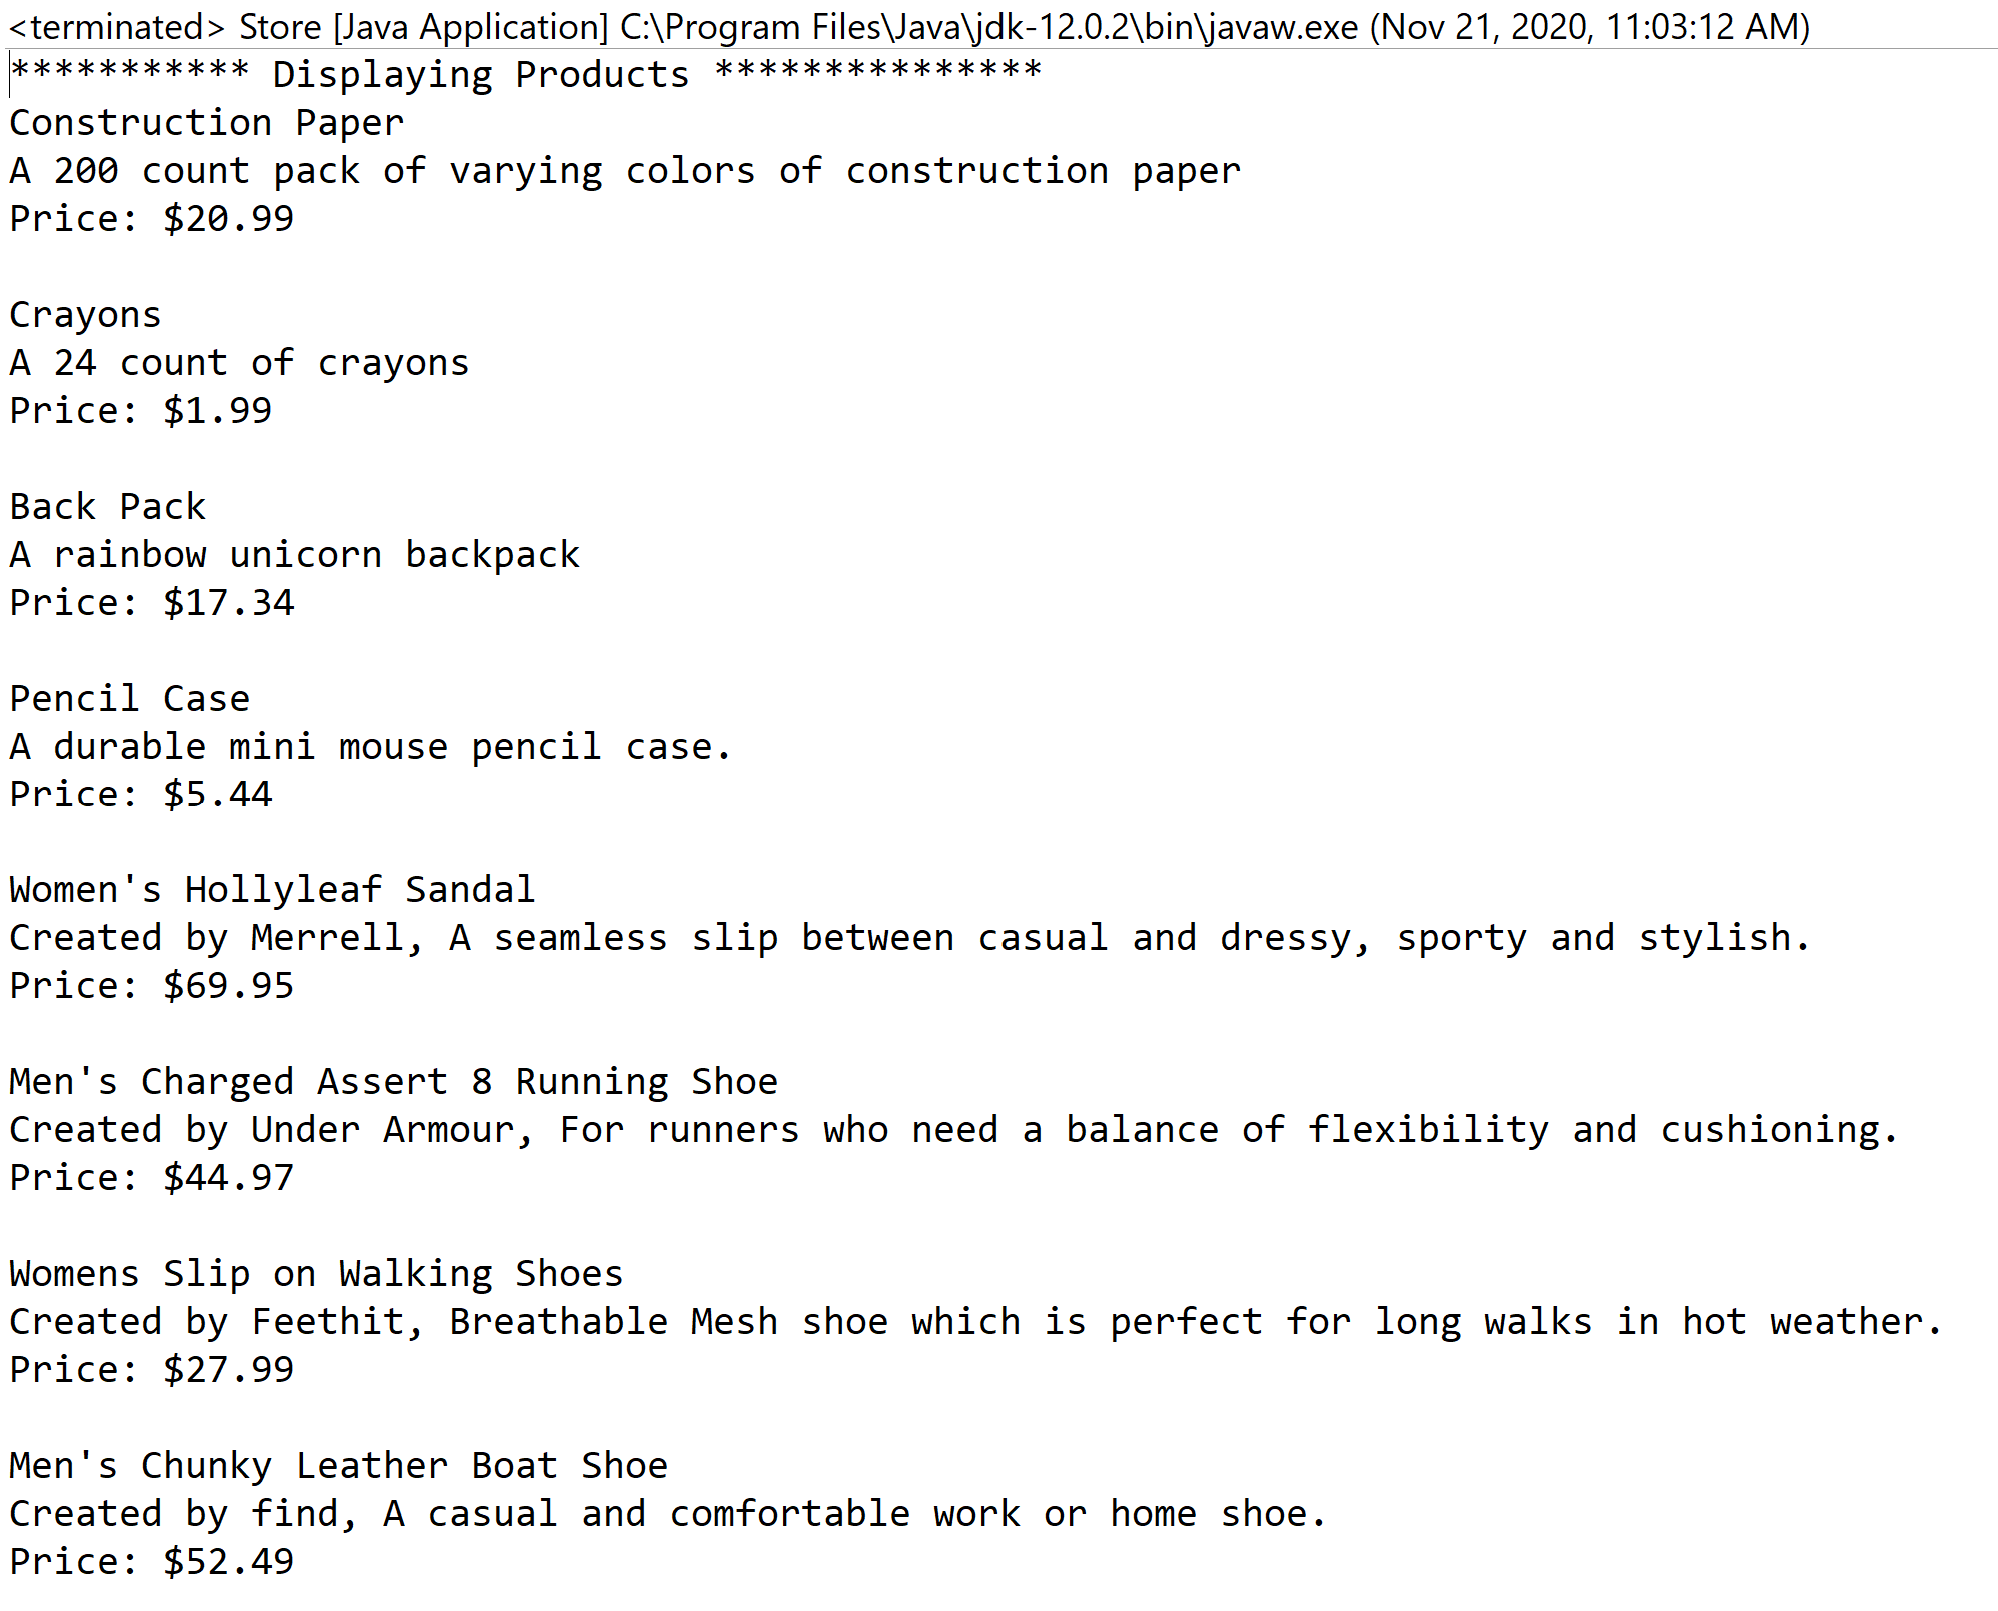 <terminated> Store [Java Application] C:\Program Files\Java\jdk-12.0.2\bin\javaw.exe (Nov 21, 2020, 11:03:12 AM)
*********** Displaying Products ***************
Construction Paper
A 200 count pack of varying colors of construction paper
Price: $20.99
Crayons
A 24 count of crayons
Price: $1.99
Back Pack
A rainbow unicorn backpack
Price: $17.34
Pencil Case
A durable mini mouse pencil case.
Price: $5.44
Women's Hollyleaf Sandal
Created by Merrell, A seamless slip between casual and dressy, sporty and stylish.
Price: $69.95
Men's Charged Assert 8 Running Shoe
Created by Under Armour, For runners who need a balance of flexibility and cushioning.
Price: $44.97
Womens Slip on Walking Shoes
Created by Feethit, Breathable Mesh shoe which is perfect for long walks in hot weather.
Price: $27.99
Men's Chunky Leather Boat Shoe
Created by find, A casual and comfortable work or home shoe.
Price: $52.49